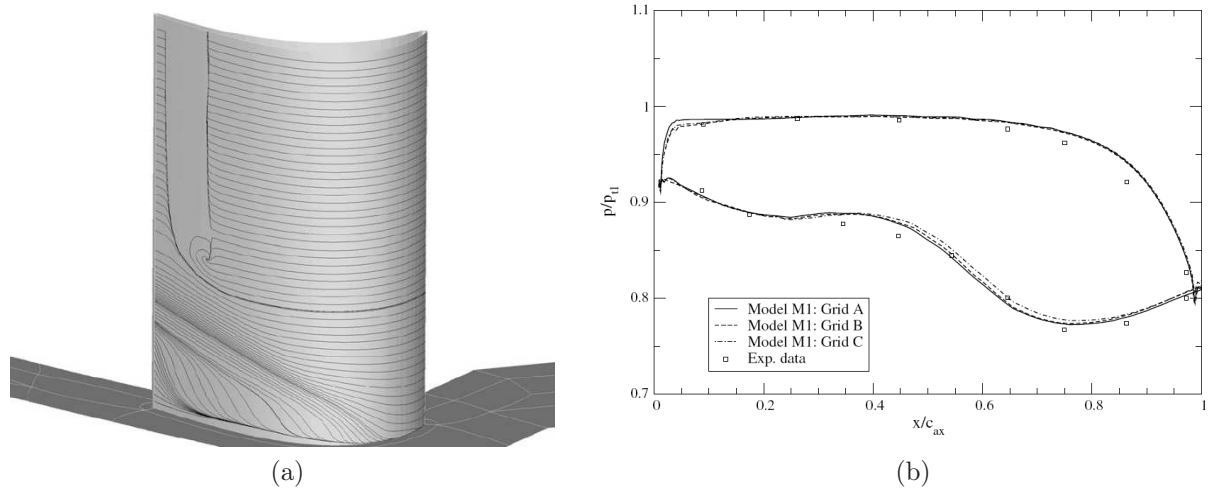 1.1
1
0.9
0.8
0.7
p/p_t1
Model M1: Grid A
Model M1: Grid B
Model M1: Grid C
Exp. data
0 0.2 0.4 0.6 0.8 1
x/c_ax
(a) (b)